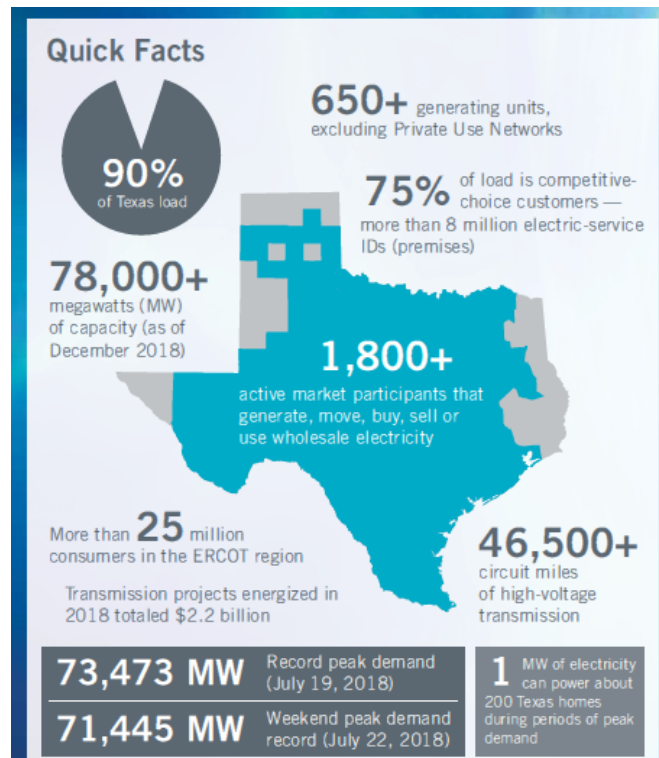 Quick Facts
90%
of Texas load
650+ generating units,
excluding Private Use Networks
75% of load is competitive-
choice customers —
more than 8 million electric-service
IDs (premises)
78,000+
megawatts (MW)
of capacity (as of
December 2018)
1,800+
active market participants that
generate, move, buy, sell or
use wholesale electricity
More than 25 million
consumers in the ERCOT region
Transmission projects energized in
2018 totaled $2.2 billion
46,500+
circuit miles
of high-voltage
transmission
73,473 MW Record peak demand
(July 19, 2018)
71,445 MW Weekend peak demand
record (July 22, 2018)
1 MW of electricity
can power about
200 Texas homes
during periods of peak
demand